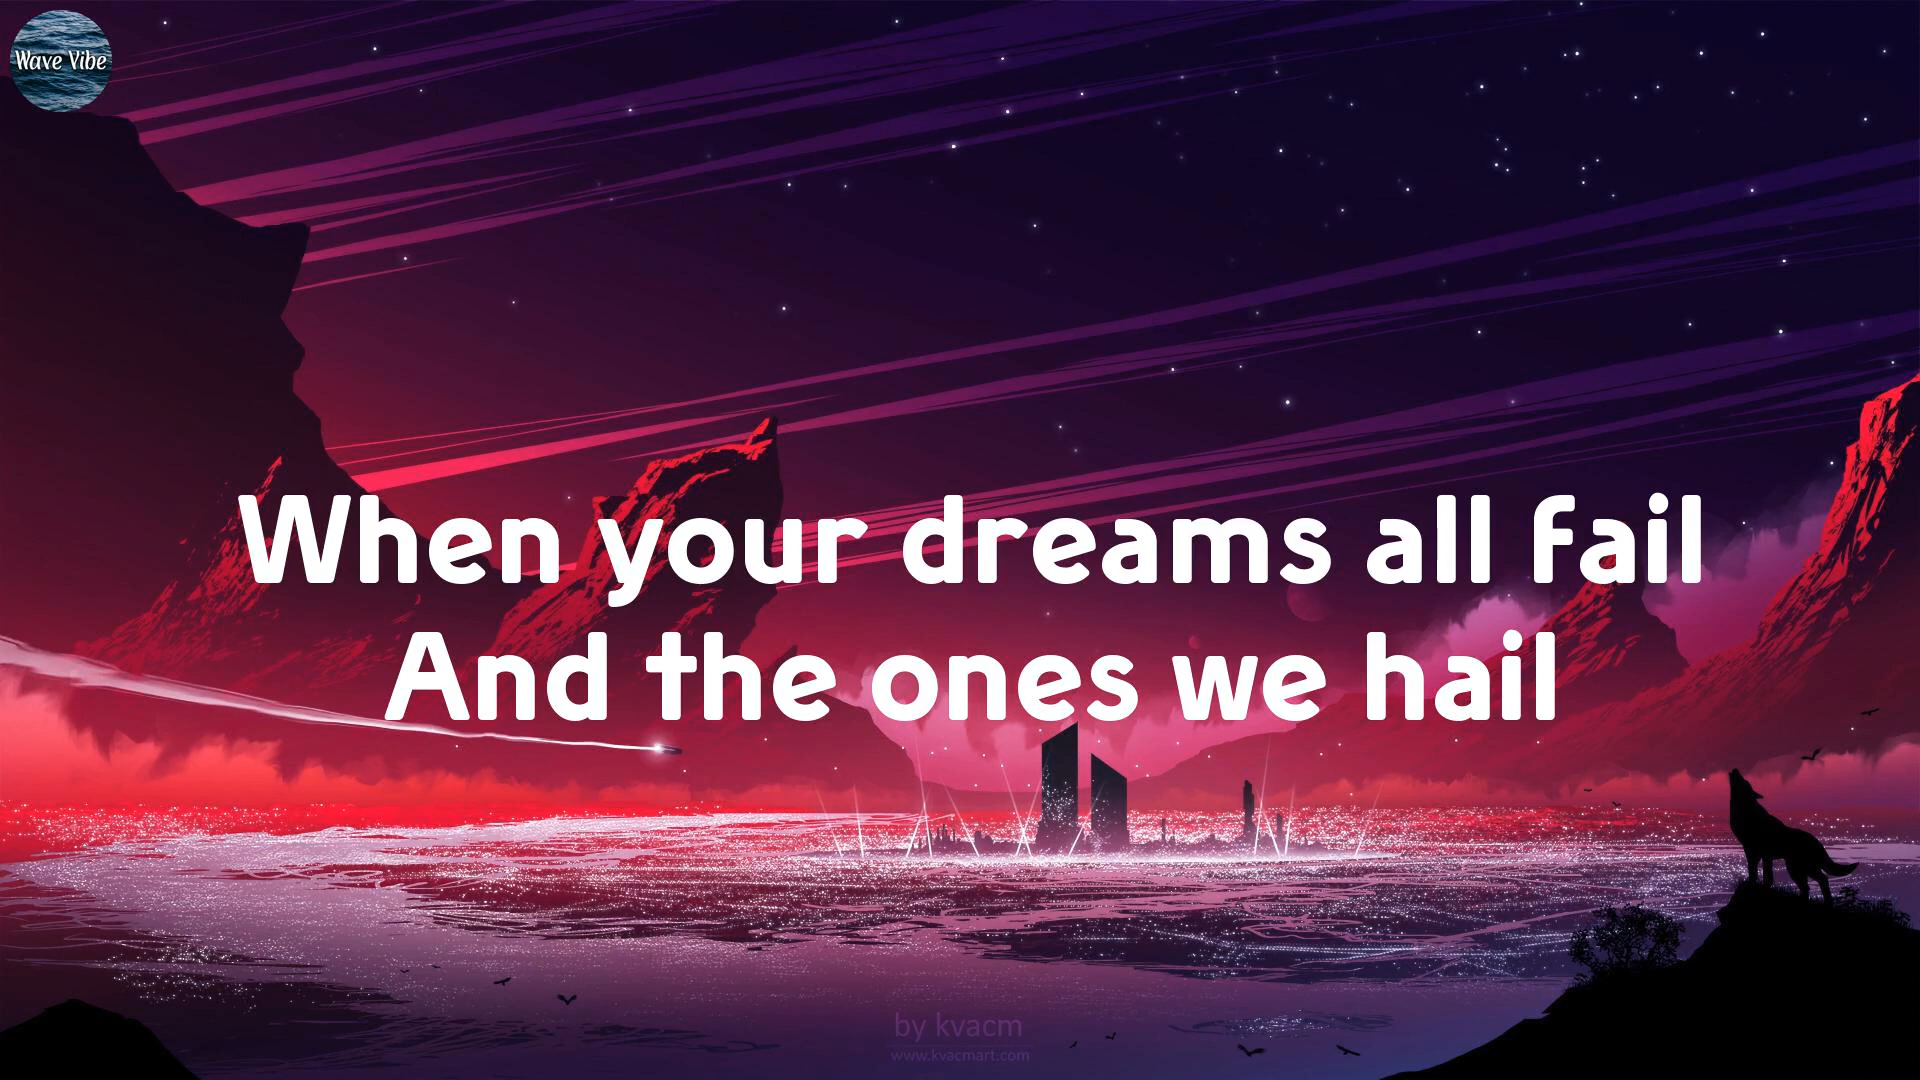 Wave Vibe
When your dreams all fail
And the ones we hail
by kvacm
www.kvacmart.com